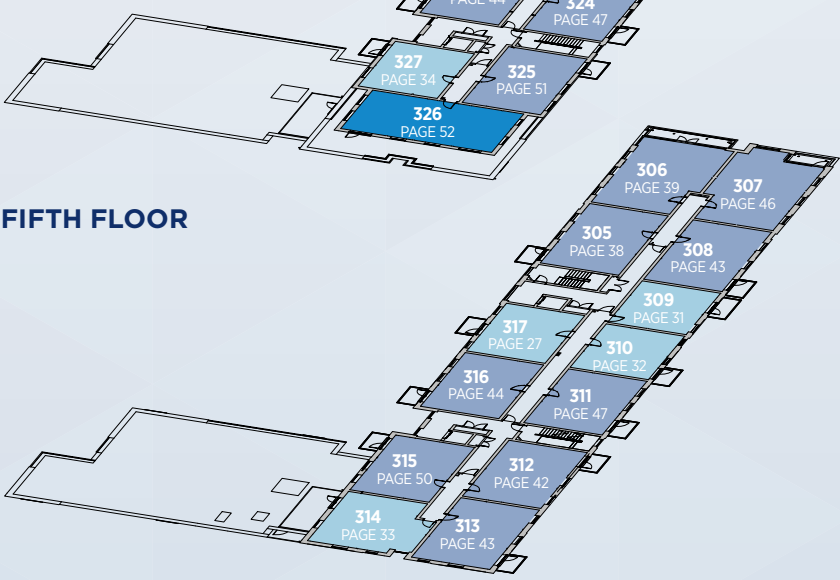 PAGE 44
324
PAGE 47
327
PAGE 34
325
PAGE 51
326
PAGE 52
FIFTH FLOOR
306
PAGE 39
307
PAGE 46
305
PAGE 38
308
PAGE 43
309
PAGE 31
317
PAGE 27
310
PAGE 32
316
PAGE 44
311
PAGE 47
315
PAGE 50
312
PAGE 42
314
PAGE 33
313
PAGE 43